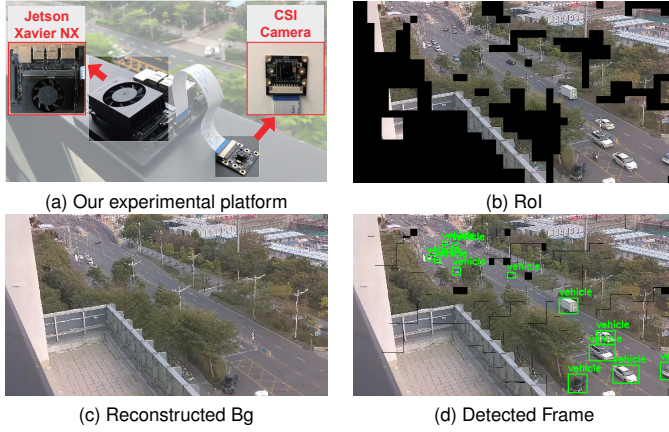 Jetson
Xavier NX
CSI
Camera
(a) Our experimental platform
(b) RoI
vehicle
vehicle
vehicle
vehicle
vehicle
vehicle
vehicle
vehicle
(c) Reconstructed Bg
(d) Detected Frame